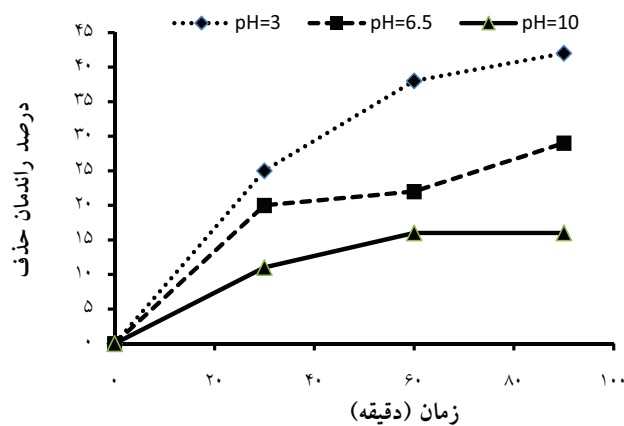 pH=3 pH=6.5 pH=10
درصد راندمان حذف
۴۵
۴۰
۳۵
۳۰
۲۵
۲۰
۱۵
۱۰
۵
۰
۰ ۲۰ ۴۰ ۶۰ ۸۰ ۱۰۰
زمان (دقیقه)